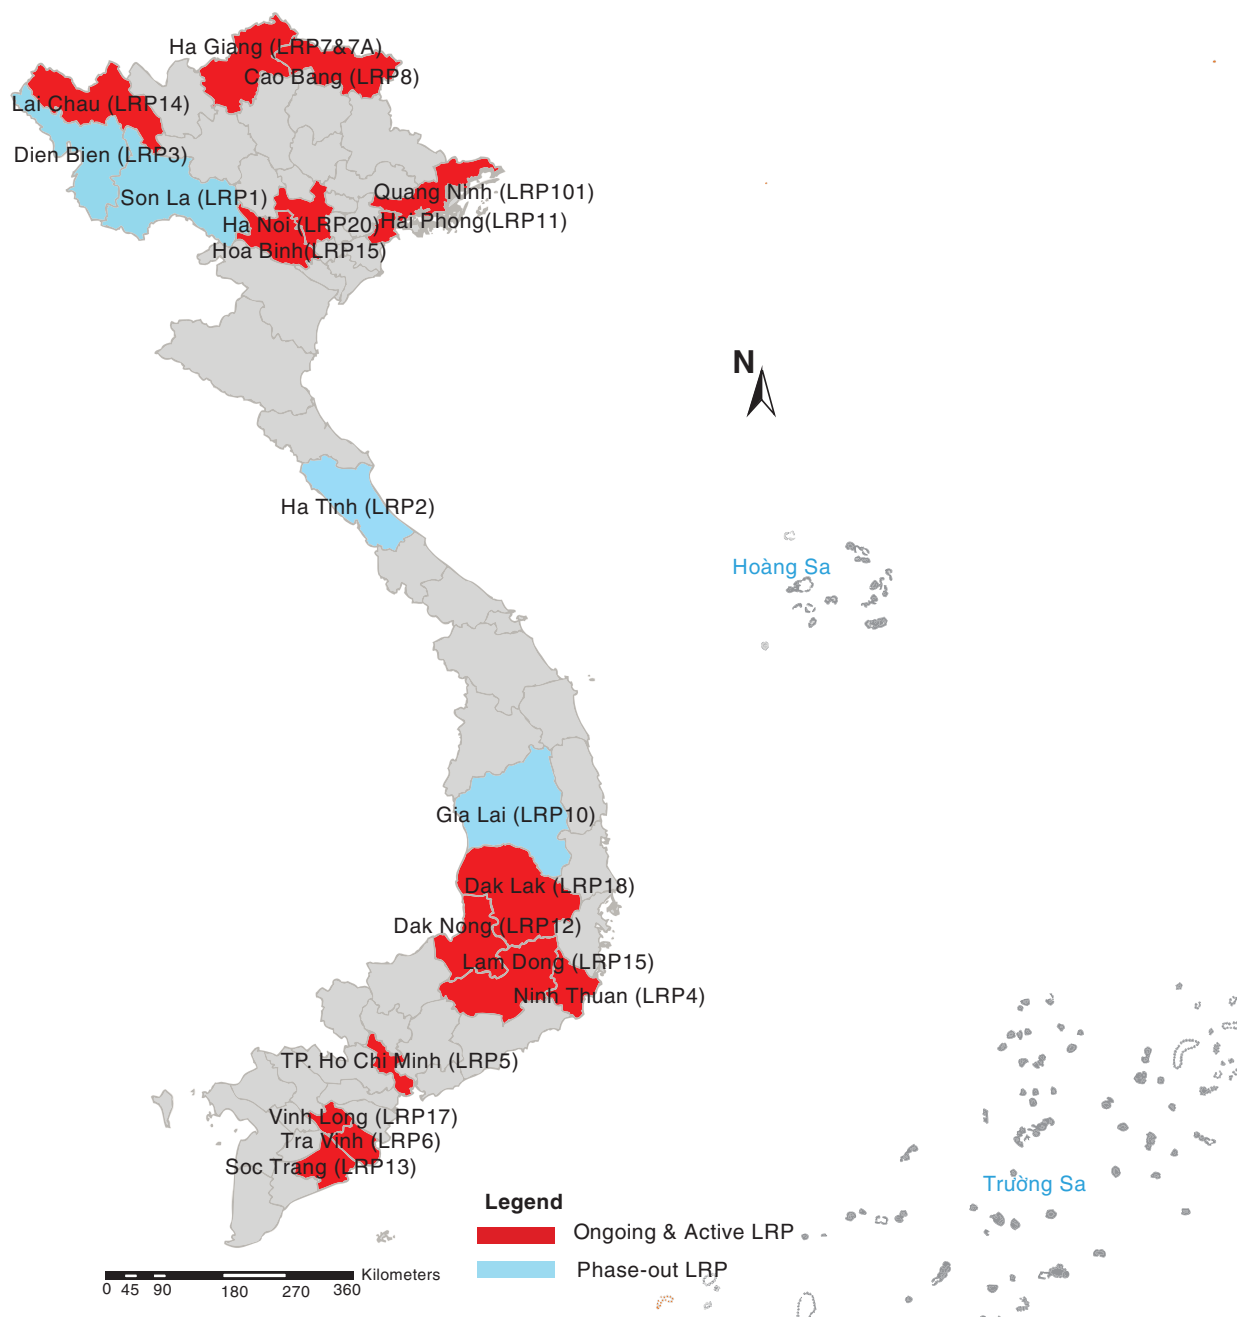 Ha Giang (LRP7&7A)
Cao Bang (LRP8)
Lai Chau (LRP14)
Dien Bien (LRP3)
Son La (LRP1)
Quang Ninh (LRP101)
Ha Noi (LRP20)
Hai Phong(LRP11)
Hoa Binh(LRP15)
N
Ha Tinh (LRP2)
Hoàng Sa
Gia Lai (LRP10)
Dak Lak (LRP18)
Dak Nong (LRP12)
Lam Dong (LRP15)
Ninh Thuan (LRP4)
TP. Ho Chi Minh (LRP5)
Vinh Long (LRP17)
Tra Vinh (LRP6)
Soc Trang (LRP13)
Trường Sa
Legend
Ongoing & Active LRP
Phase-out LRP
Kilometers
0 45 90 180 270 360